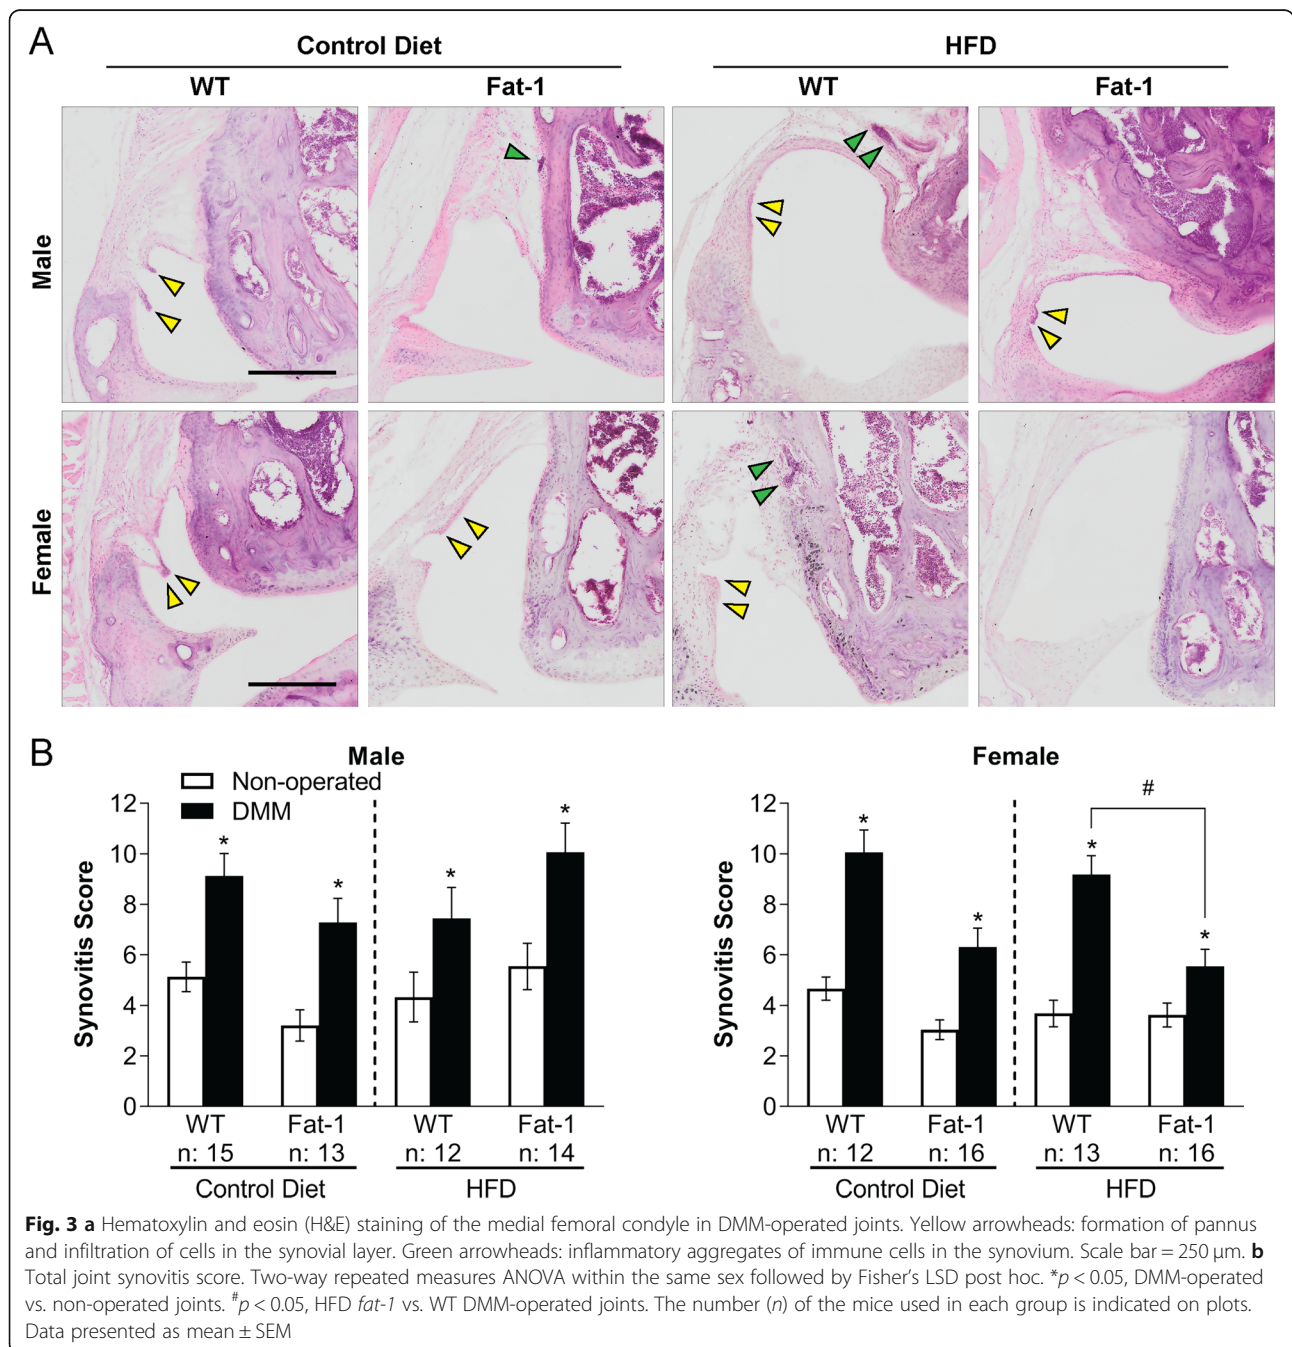 A
Control Diet
HFD
WT
Fat-1
WT
Fat-1
Male
Female
B
Male
Non-operated
DMM
Synovitis Score
12
10
8
6
4
2
0
*
*
*
*
WT
Fat-1
WT
Fat-1
n: 15
n: 13
n: 12
n: 14
Control Diet
HFD
Female
Synovitis Score
12
10
8
6
4
2
0
*
*
*
*
#
WT
Fat-1
WT
Fat-1
n: 12
n: 16
n: 13
n: 16
Control Diet
HFD
Fig. 3 a Hematoxylin and eosin (H&E) staining of the medial femoral condyle in DMM-operated joints. Yellow arrowheads: formation of pannus
and infiltration of cells in the synovial layer. Green arrowheads: inflammatory aggregates of immune cells in the synovium. Scale bar = 250 μm. b
Total joint synovitis score. Two-way repeated measures ANOVA within the same sex followed by Fisher's LSD post hoc. *p < 0.05, DMM-operated
vs. non-operated joints. #p < 0.05, HFD fat-1 vs. WT DMM-operated joints. The number (n) of the mice used in each group is indicated on plots.
Data presented as mean ± SEM